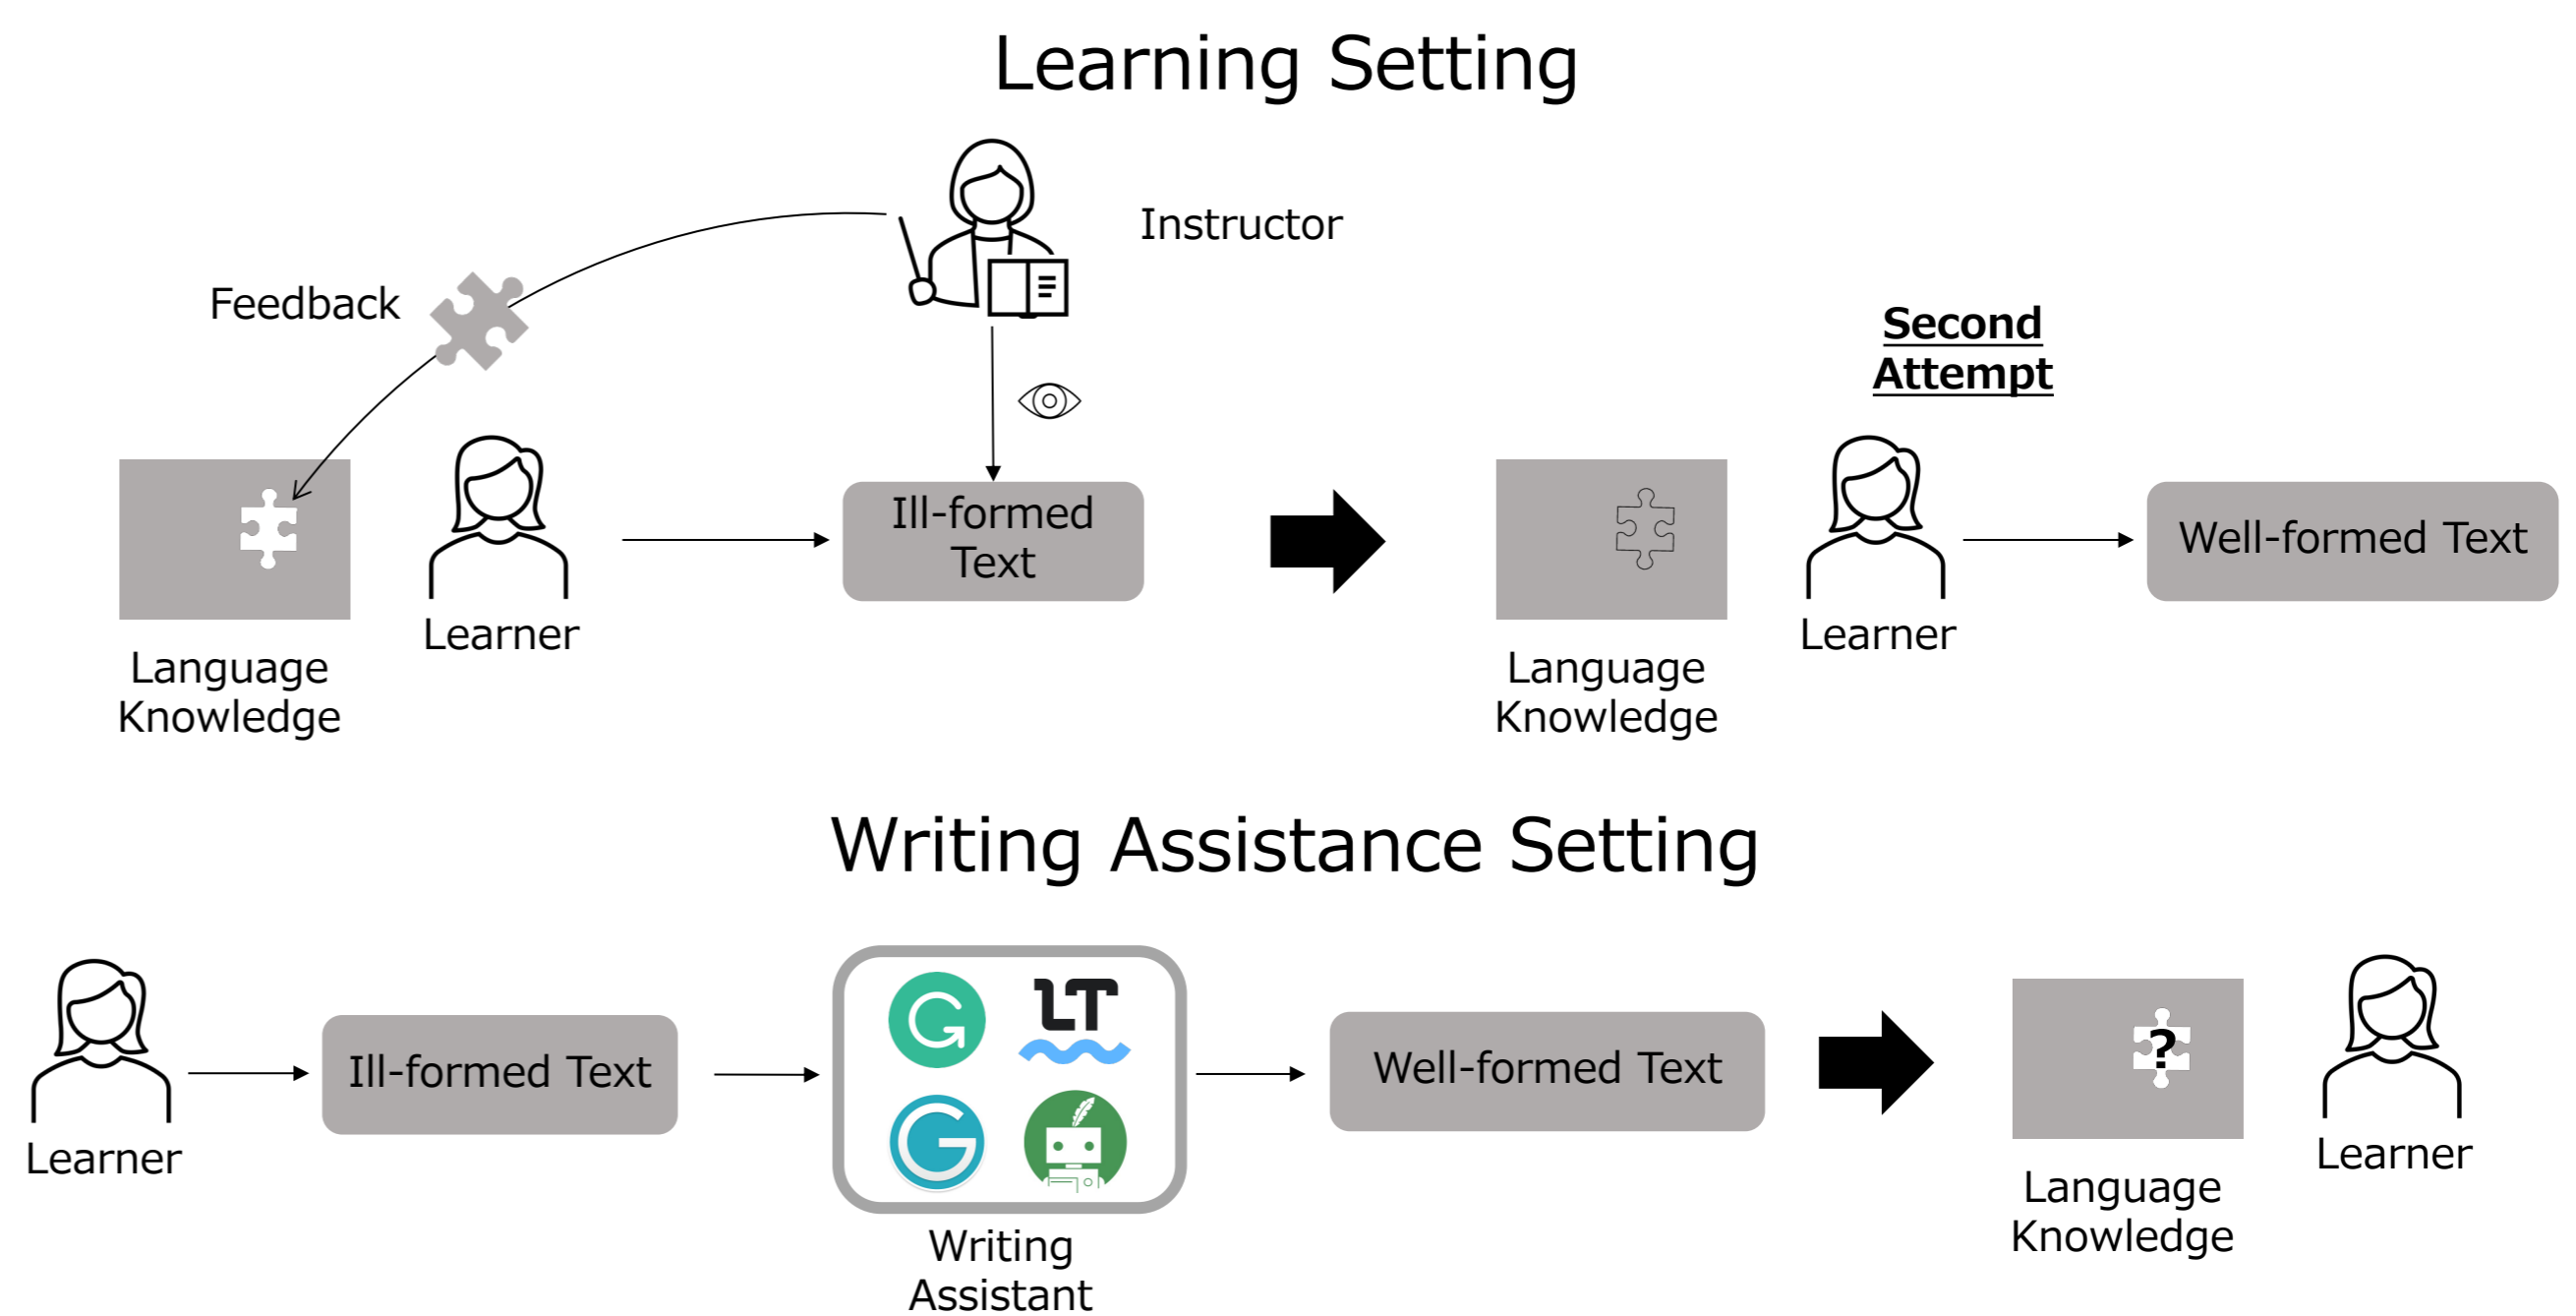 Learning Setting
Instructor
Feedback
Second
Attempt
Ill-formed
Text
Well-formed Text
Learner
Learner
Language
Knowledge
Language
Knowledge
Writing Assistance Setting
LT
G
G
?
Ill-formed Text
Well-formed Text
Learner
Learner
Language
Knowledge
Writing
Assistant